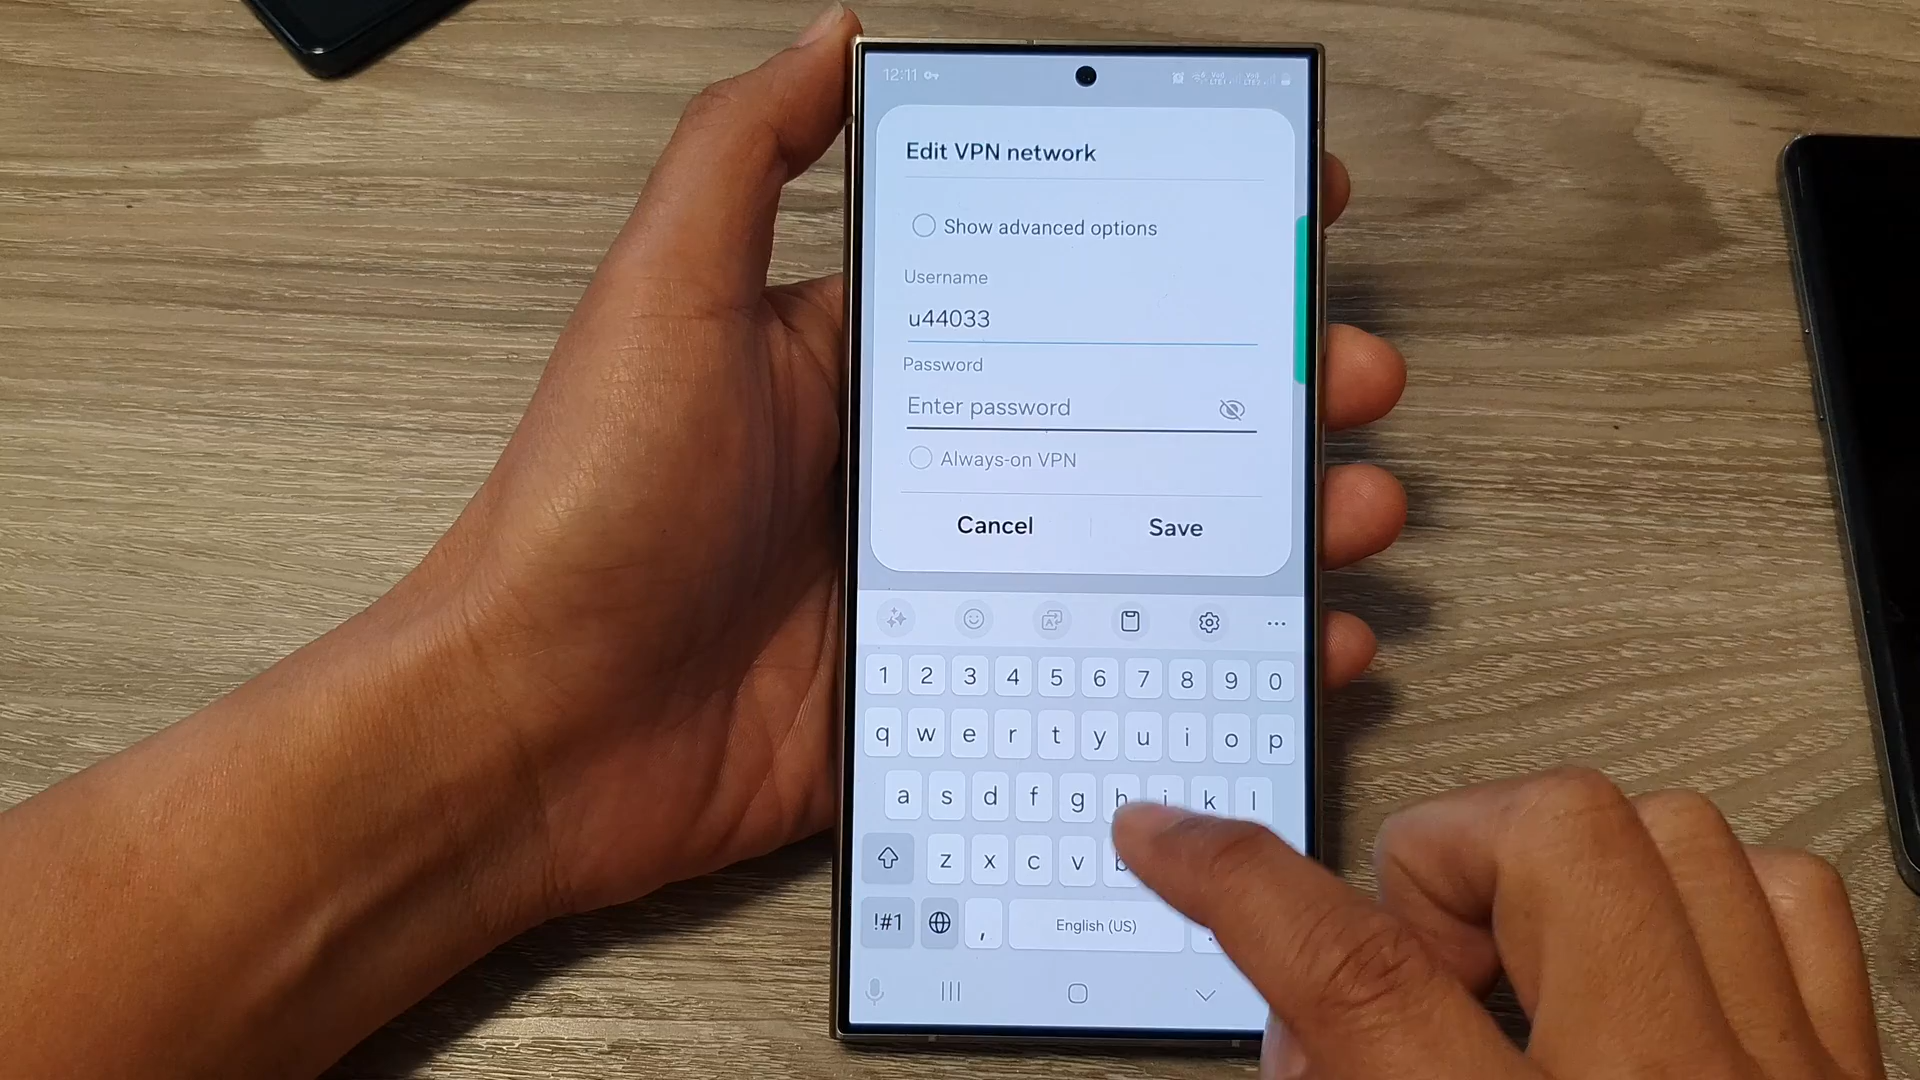 12:11
Edit VPN network
Show advanced options
Username
u44033
Password
Enter password
Always-on VPN
Cancel
Save
1 2 3 4 5 6 7 8 9 0
q w e r t y u i o p
a s d f g h j k l
z x c v b
!#1 , English (US) .